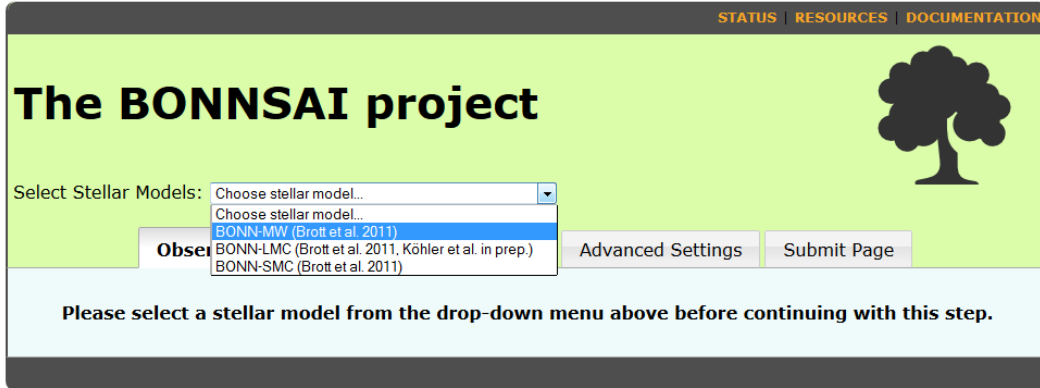 STATUS | RESOURCES | DOCUMENTATION
The BONNSAI project
Select Stellar Models: Choose stellar model...
Choose stellar model...
BONN-MW (Brott et al. 2011)
BONN-LMC (Brott et al. 2011, Köhler et al. in prep.)
BONN-SMC (Brott et al. 2011)
Advanced Settings
Submit Page
Please select a stellar model from the drop-down menu above before continuing with this step.